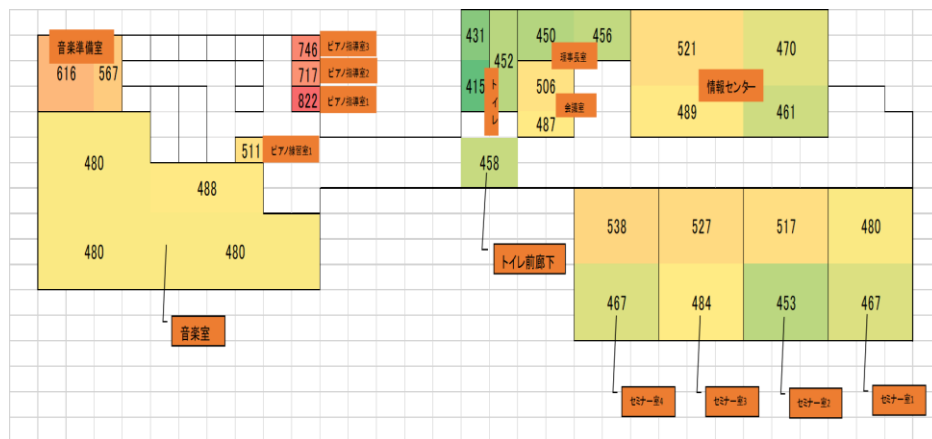 音楽準備室
616 567
746 ピアノ指導室3
717 ピアノ指導室2
822 ピアノ指導室1
511 ピアノ練習室1
480
488
480 480
音楽室
431
452
415
トイレ
450 456
理事長室
506
会議室
487
458
トイレ前廊下
521 470
情報センター
489 461
538 527 517 480
467 484 453 467
セミナー室4 セミナー室3 セミナー室2 セミナー室1